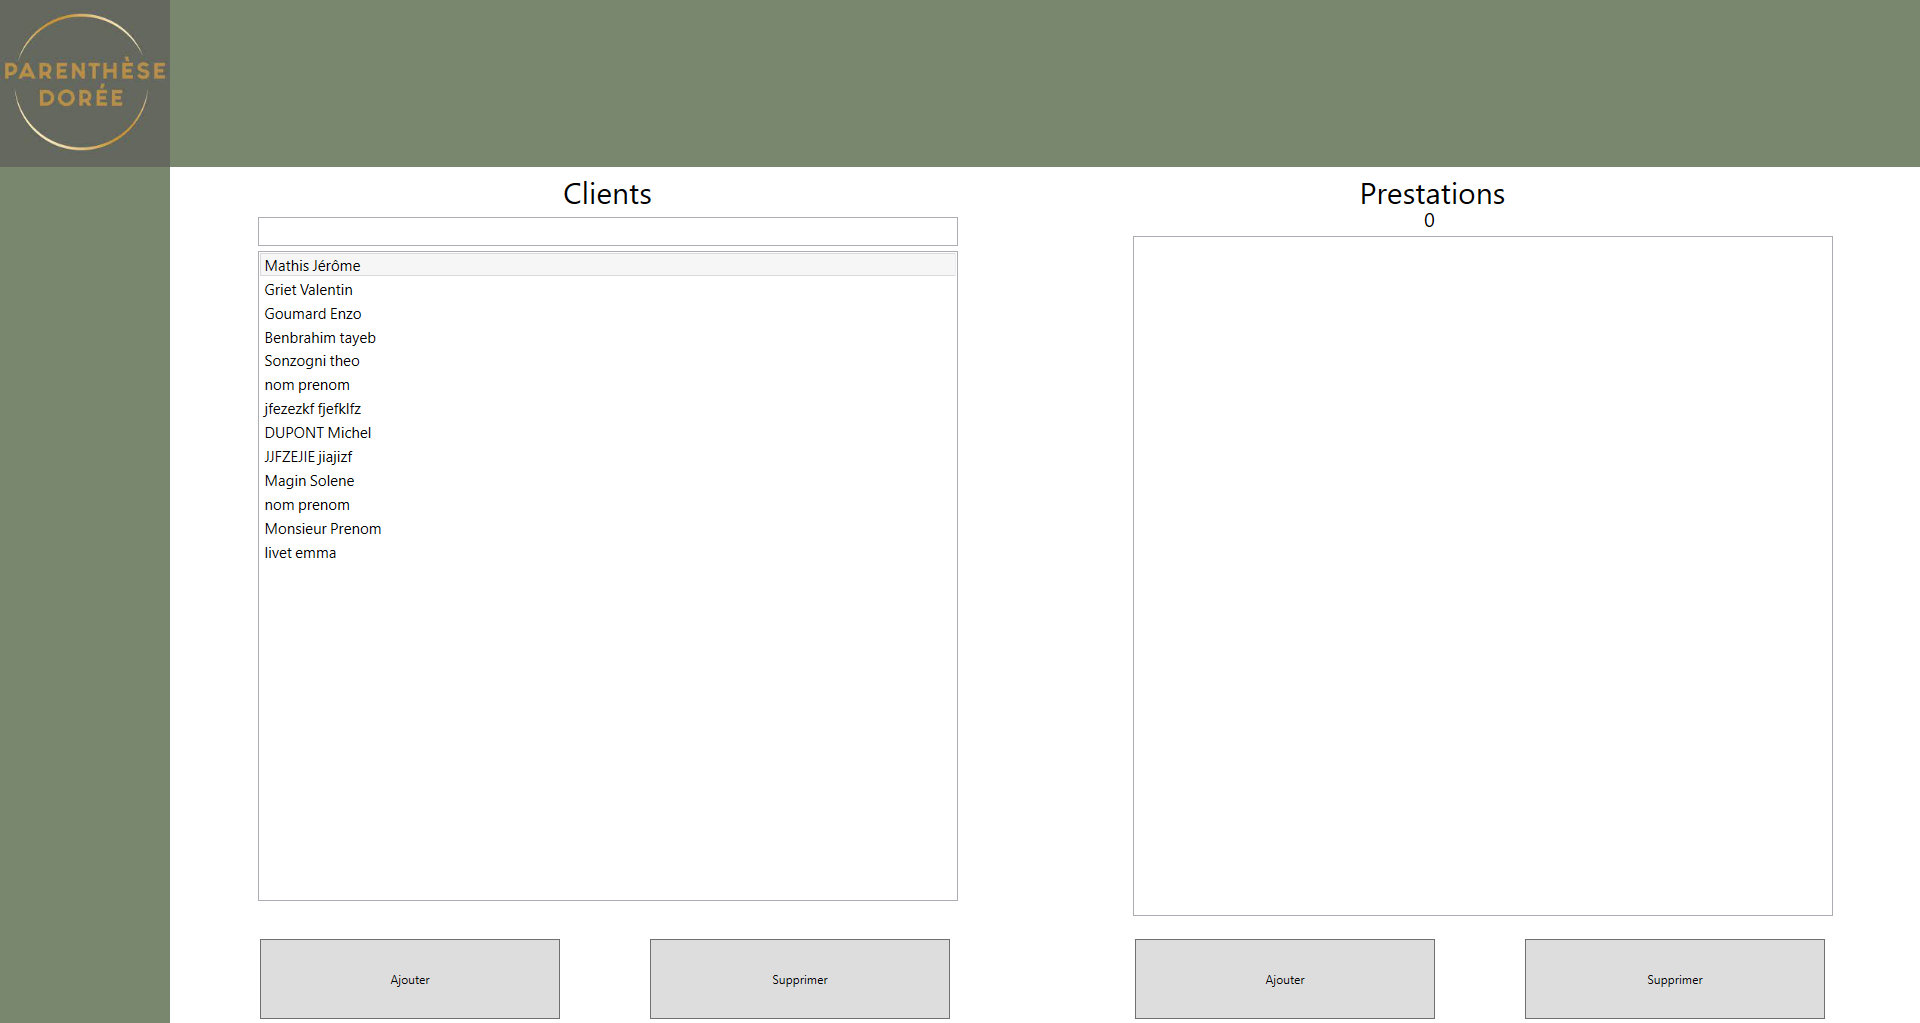 PARENTHÈSE
DORÉE
Clients
Mathis Jérôme
Griet Valentin
Goumard Enzo
Benbrahim tayeb
Sonzogni theo
nom prenom
jfezezkf fjefklfz
DUPONT Michel
JJFZEJIE jiajizf
Magin Solene
nom prenom
Monsieur Prenom
livet emma
Ajouter
Supprimer
Prestations
0
Ajouter
Supprimer